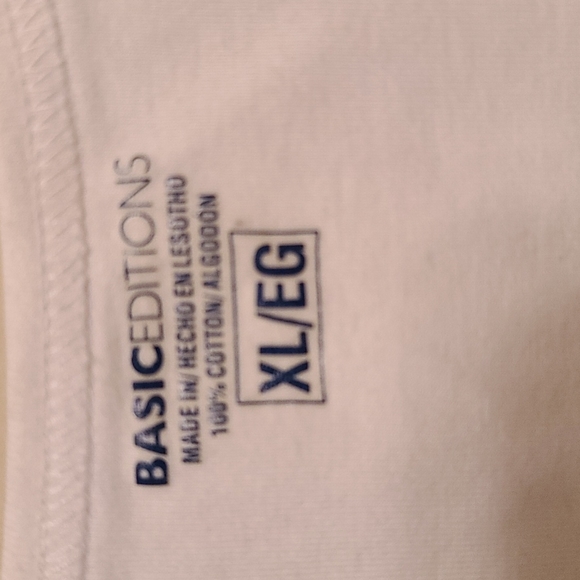 BASICEDITIONS
MADE IN/HECHO EN LESOTHO
100% COTTON/ALGODON
XL/EG